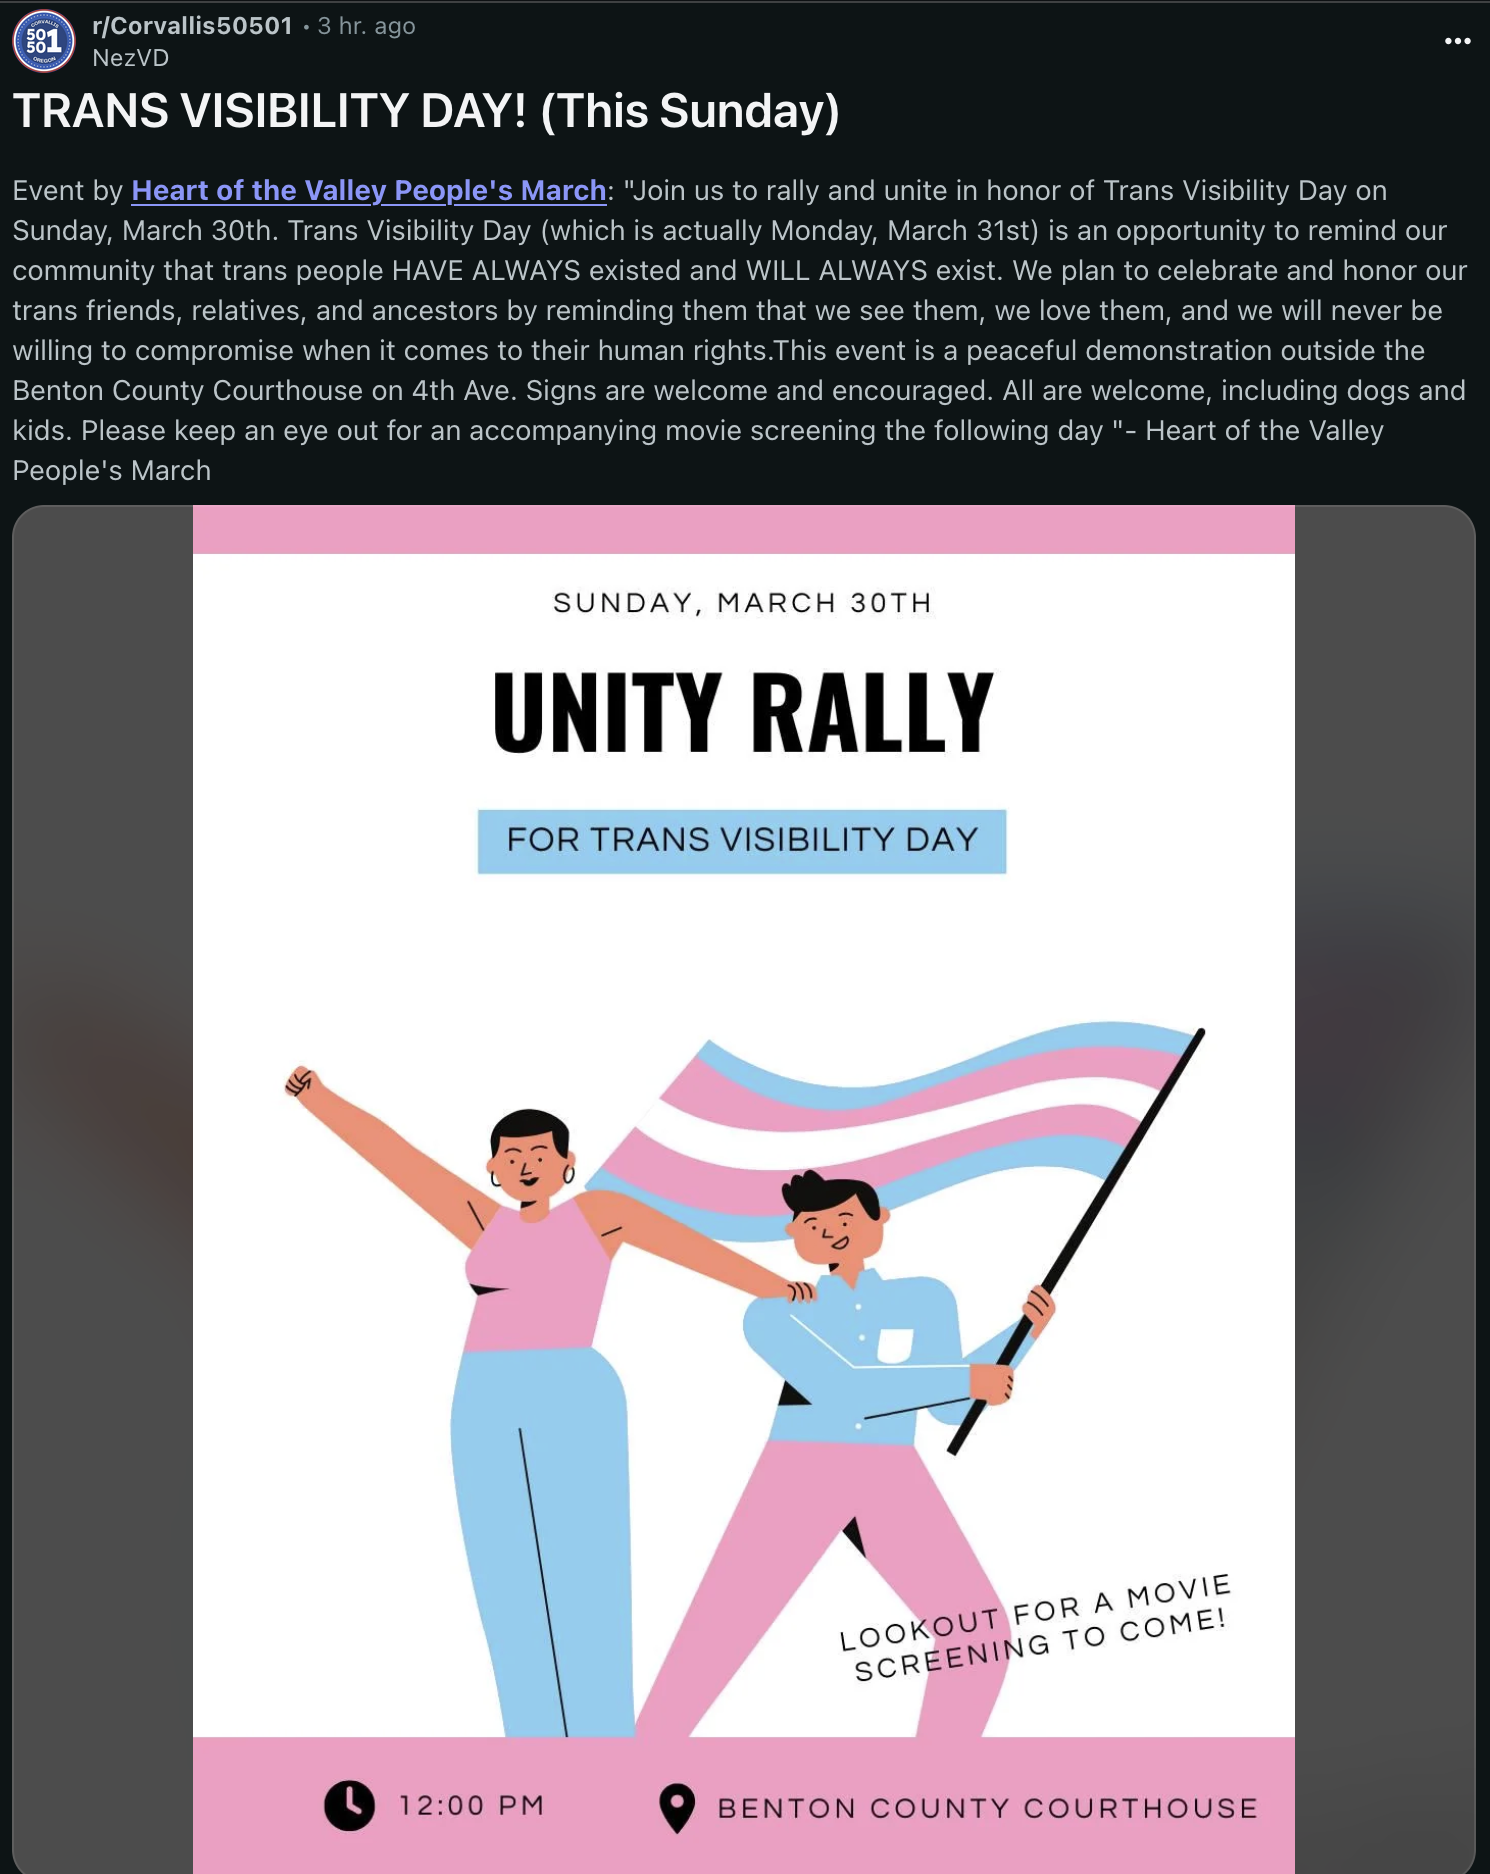 r/Corvallis50501 • 3 hr. ago
NezVD
CORVALLIS
50
501
OREGON
TRANS VISIBILITY DAY! (This Sunday)
Event by Heart of the Valley People's March: "Join us to rally and unite in honor of Trans Visibility Day on
Sunday, March 30th. Trans Visibility Day (which is actually Monday, March 31st) is an opportunity to remind our
community that trans people HAVE ALWAYS existed and WILL ALWAYS exist. We plan to celebrate and honor our
trans friends, relatives, and ancestors by reminding them that we see them, we love them, and we will never be
willing to compromise when it comes to their human rights.This event is a peaceful demonstration outside the
Benton County Courthouse on 4th Ave. Signs are welcome and encouraged. All are welcome, including dogs and
kids. Please keep an eye out for an accompanying movie screening the following day "- Heart of the Valley
People's March
SUNDAY, MARCH 30TH
UNITY RALLY
FOR TRANS VISIBILITY DAY
LOOKOUT FOR A MOVIE
SCREENING TO COME!
12:00 PM
BENTON COUNTY COURTHOUSE